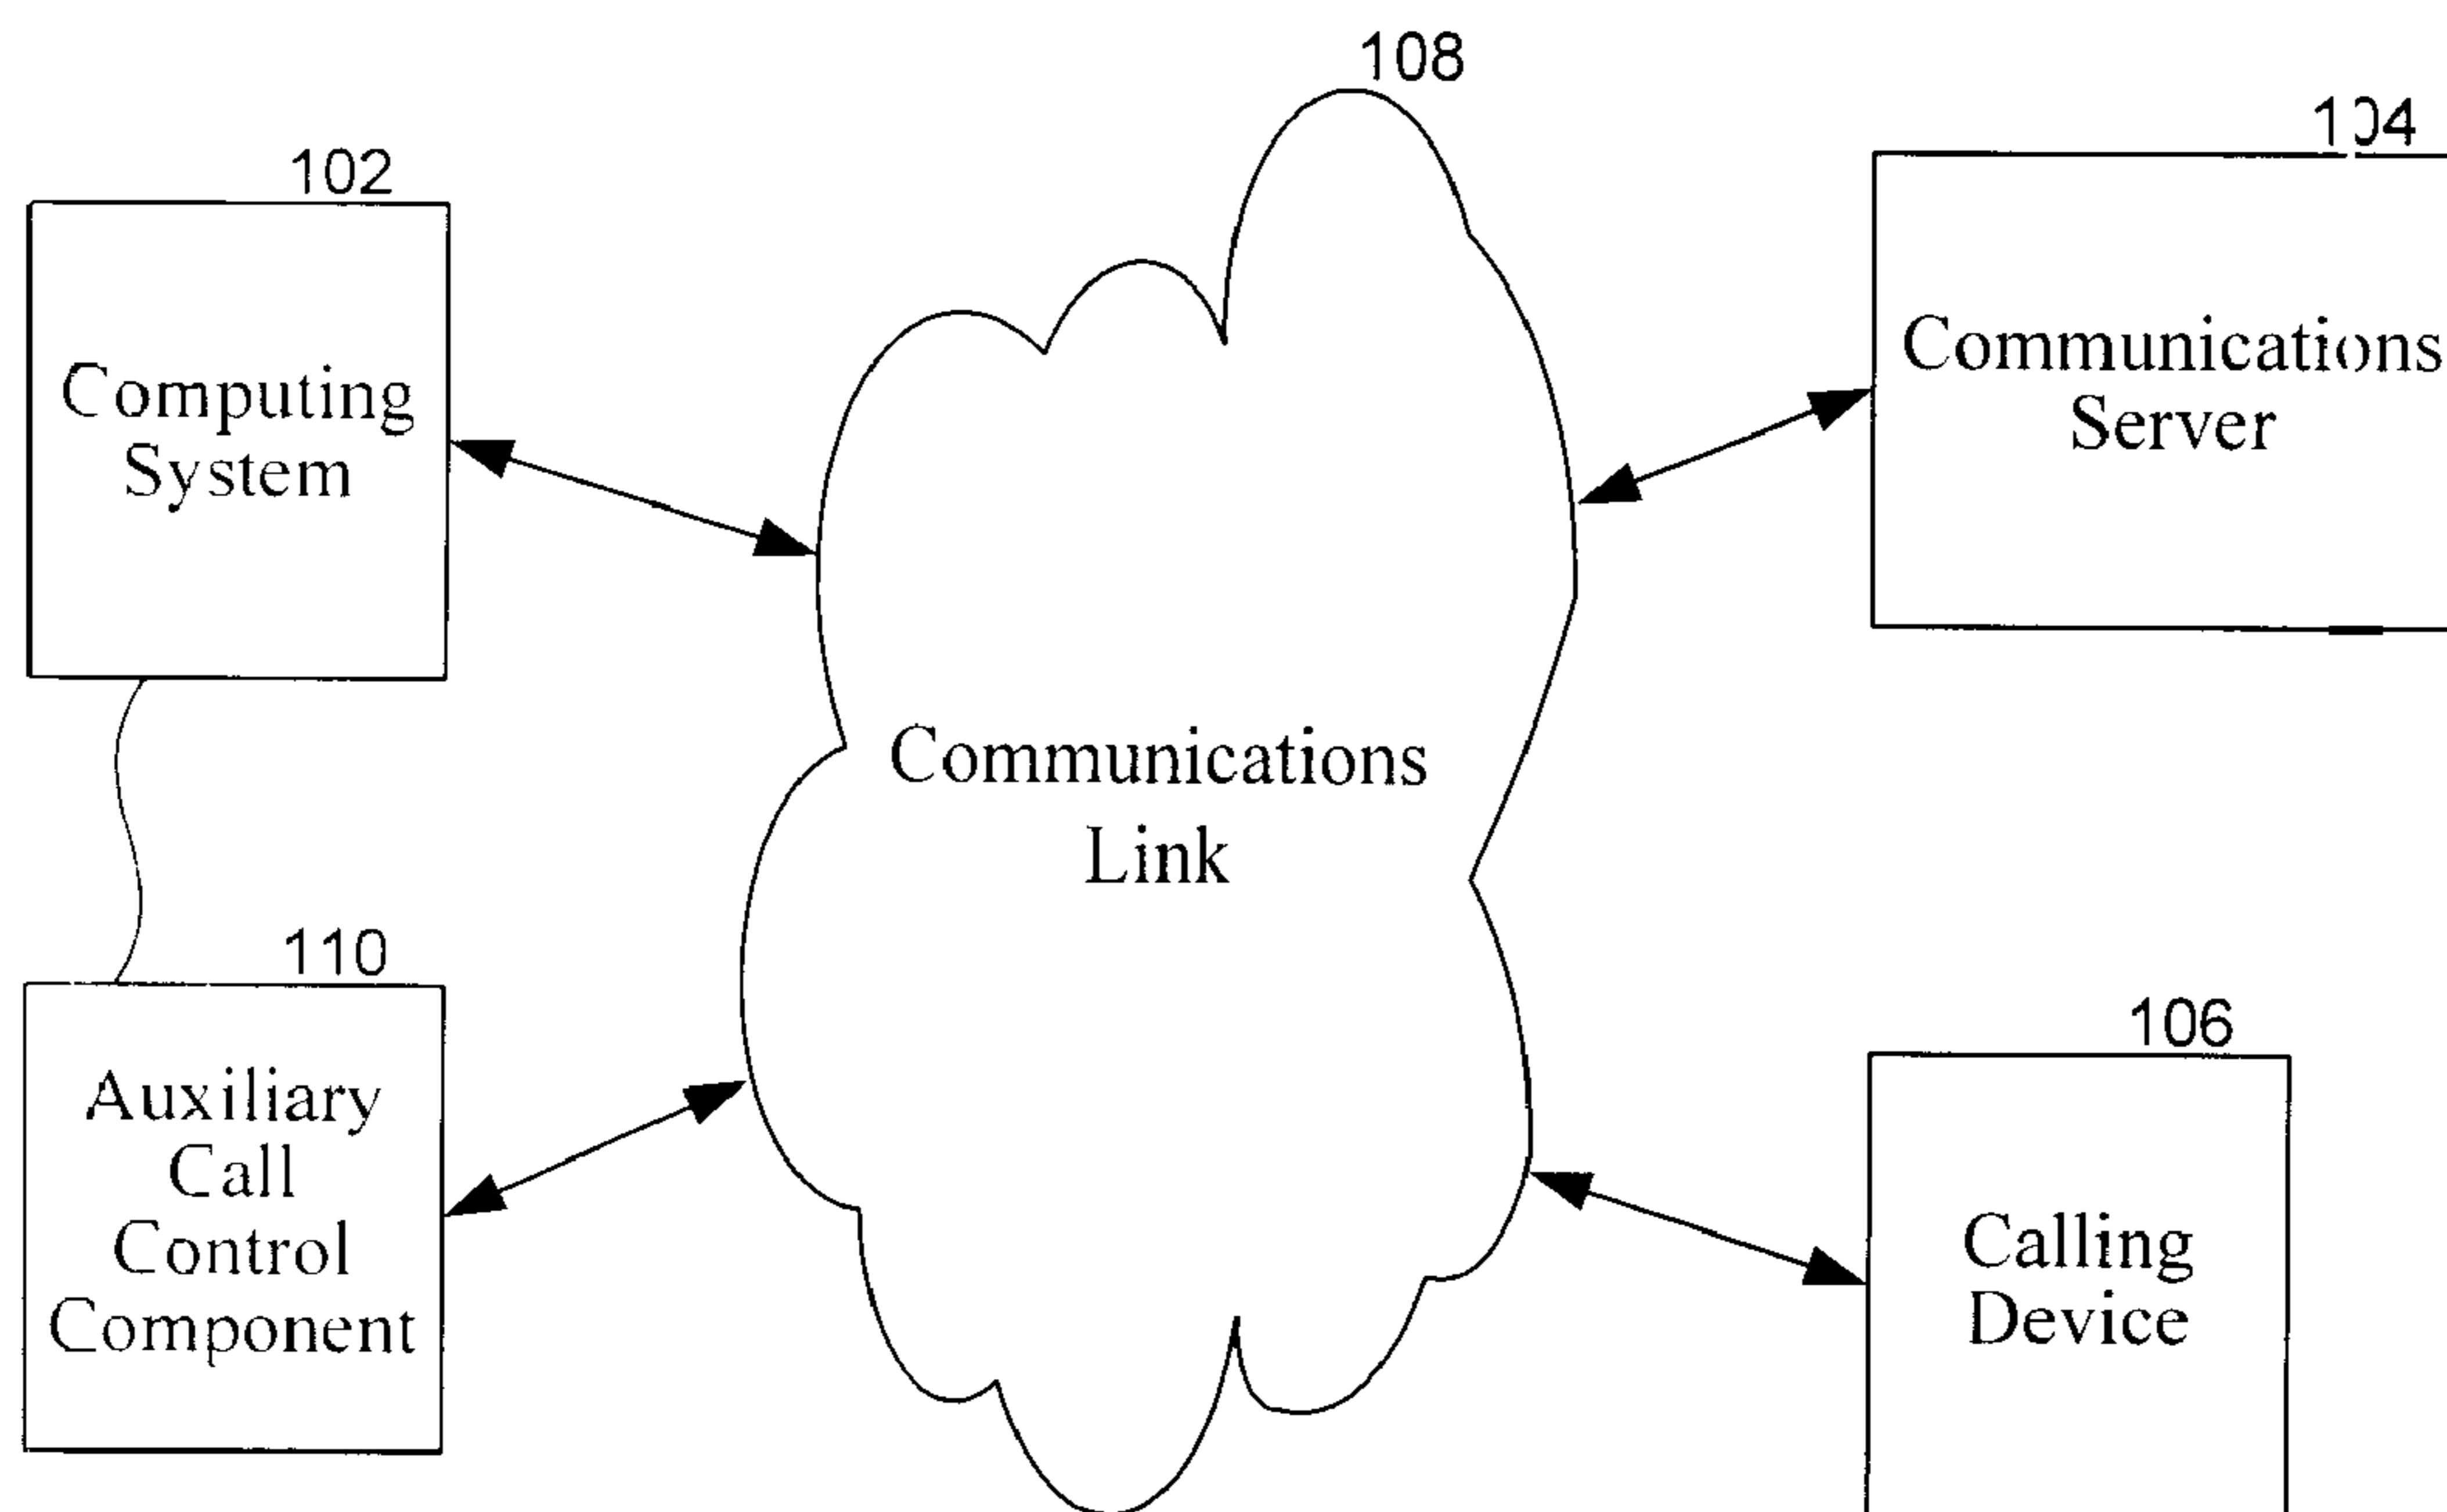 108
104
102
Communications
Server
Computing
System
Communications
Link
110
106
Auxiliary
Call
Control
Component
Calling
Device